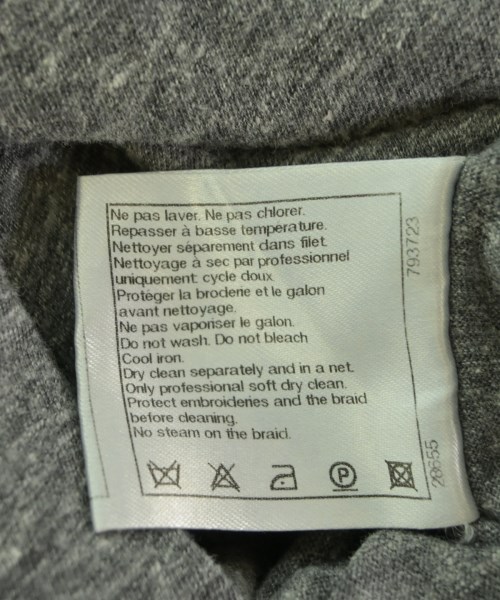 Ne pas laver. Ne pas chlorer.
Repasser à basse température.
Nettoyer séparement dans filet.
Nettoyage à sec par professionnel
uniquement: cycle doux.
Protéger la broderie et le galon
avant nettoyage.
Ne pas vaporiser le galon.
Do not wash. Do not bleach
Cool iron.
Dry clean separately and in a net.
Only professional soft dry clean.
Protect embroideries and the braid
before cleaning.
No steam on the braid.
P
793723
20655